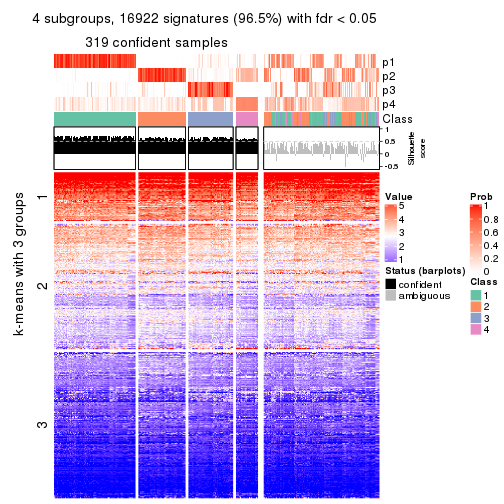 4 subgroups, 16922 signatures (96.5%) with fdr < 0.05
319 confident samples
p1
p2
p3
p4
Class
1
0.5
0
-0.5
Silhouette
score
k-means with 3 groups
1
2
3
Value
5
4
3
2
1
Prob
1
0.8
0.6
0.4
0.2
0
Status (barplots)
confident
ambiguous
Class
1
2
3
4